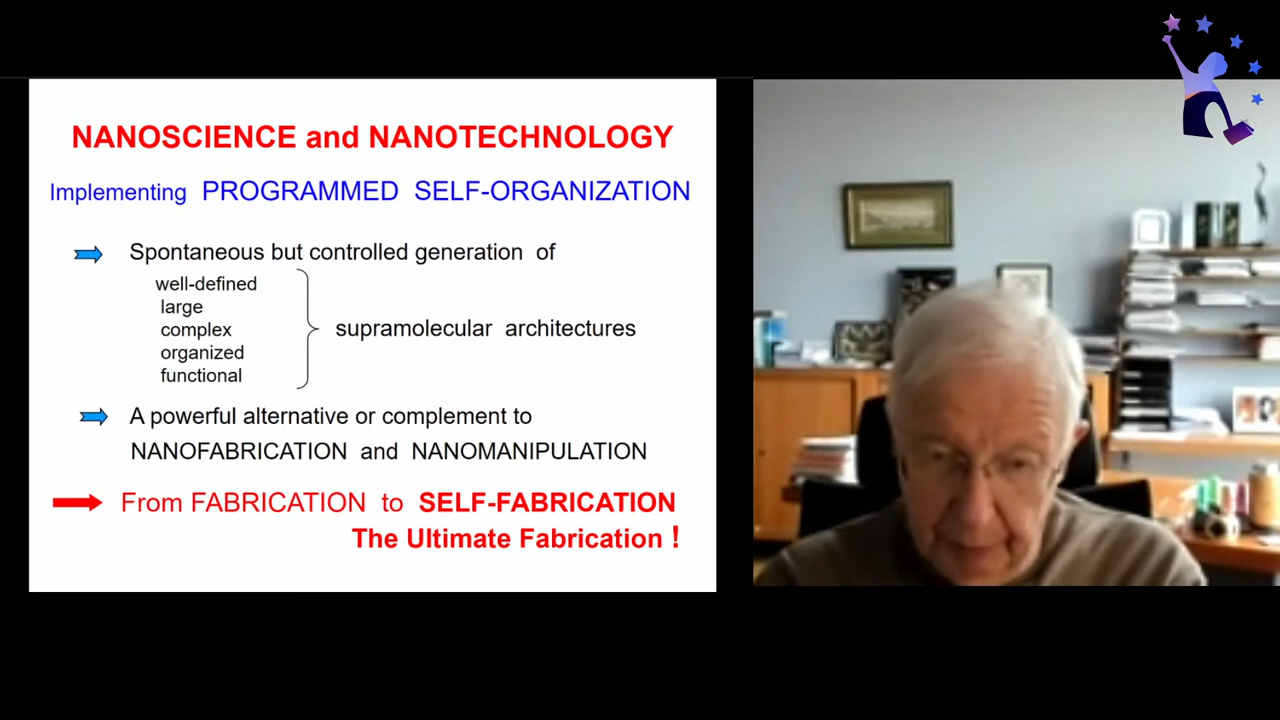 NANOSCIENCE and NANOTECHNOLOGY
Implementing PROGRAMMED SELF-ORGANIZATION
Spontaneous but controlled generation of
well-defined
large
complex
supramolecular architectures
organized
functional
A powerful alternative or complement to
NANOFABRICATION and NANOMANIPULATION
From FABRICATION to SELF-FABRICATION
The Ultimate Fabrication !